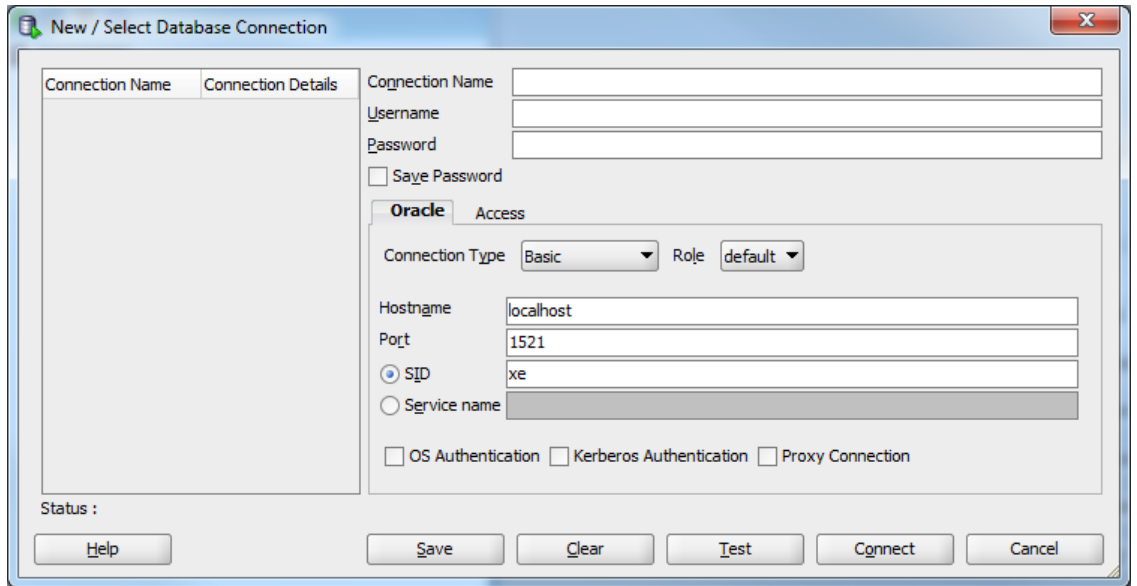 New / Select Database Connection
Connection Name Connection Details
Connection Name
Username
Password
Save Password
Oracle Access
Connection Type Basic Role default
Hostname localhost
Port 1521
SID xe
Service name
OS Authentication Kerberos Authentication Proxy Connection
Status :
Help Save Clear Test Connect Cancel